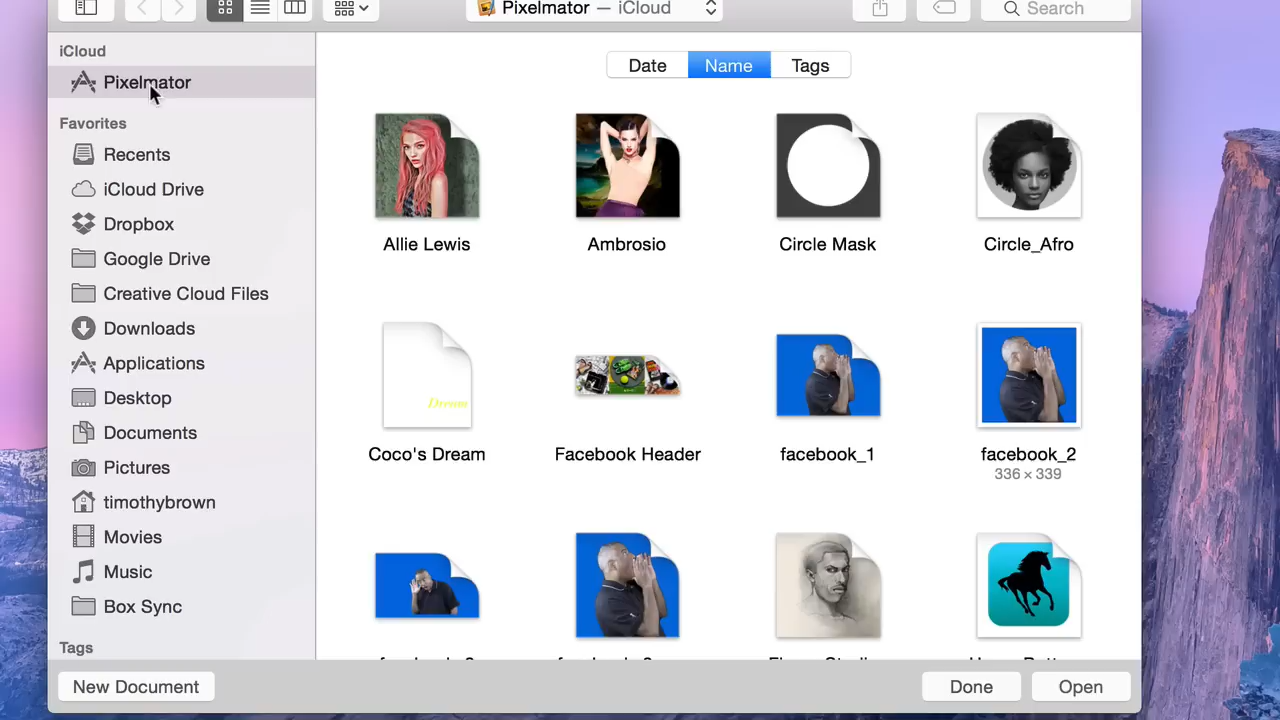 Pixelmator — iCloud
Search
iCloud
Pixelmator
Favorites
Recents
iCloud Drive
Dropbox
Google Drive
Creative Cloud Files
Downloads
Applications
Desktop
Documents
Pictures
timothybrown
Movies
Music
Box Sync
Tags
Date Name Tags
Allie Lewis Ambrosio Circle Mask Circle_Afro
Dream
Coco's Dream Facebook Header facebook_1 facebook_2
336 × 339
New Document Done Open